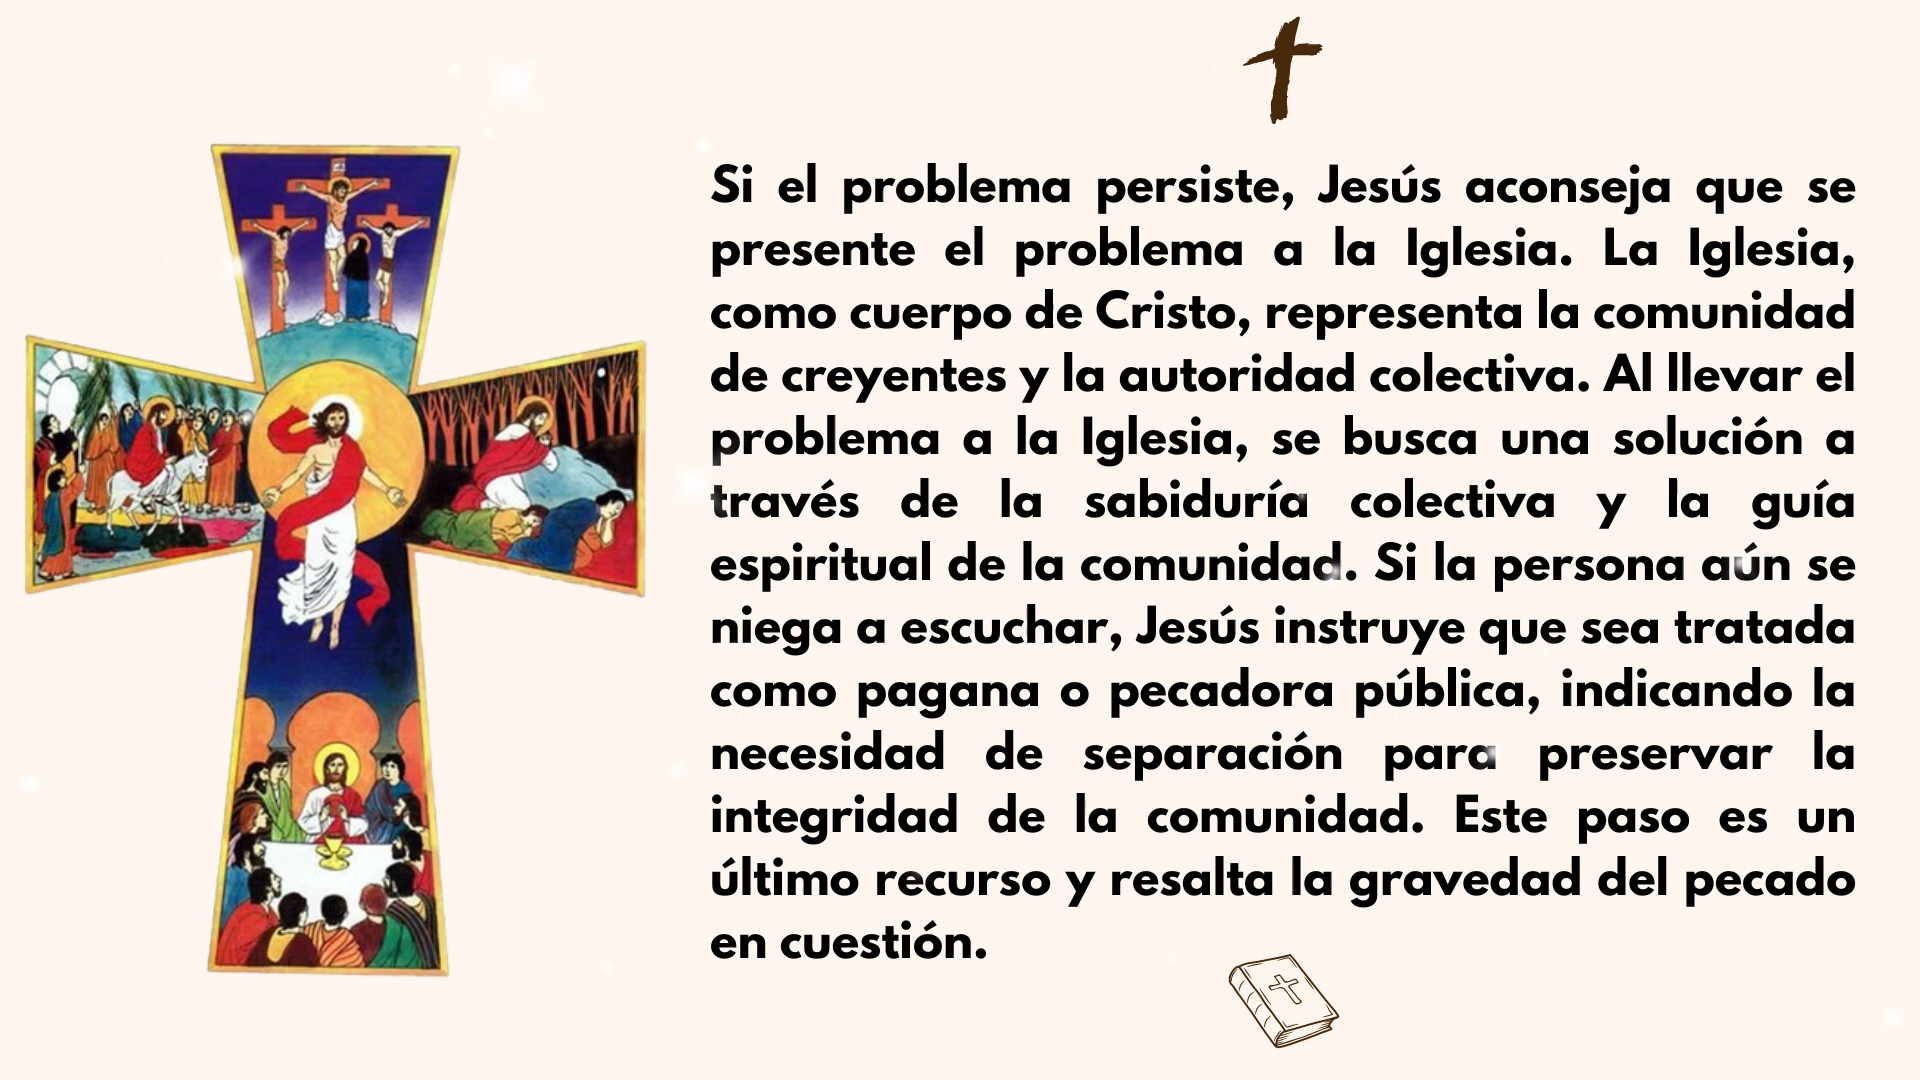 Si el problema persiste, Jesús aconseja que se
presente el problema a la Iglesia. La Iglesia,
como cuerpo de Cristo, representa la comunidad
de creyentes y la autoridad colectiva. Al llevar el
problema a la Iglesia, se busca una solución a
través de la sabiduría colectiva y la guía
espiritual de la comunidad. Si la persona aún se
niega a escuchar, Jesús instruye que sea tratada
como pagana o pecadora pública, indicando la
necesidad de separación para preservar la
integridad de la comunidad. Este paso es un
último recurso y resalta la gravedad del pecado
en cuestión.